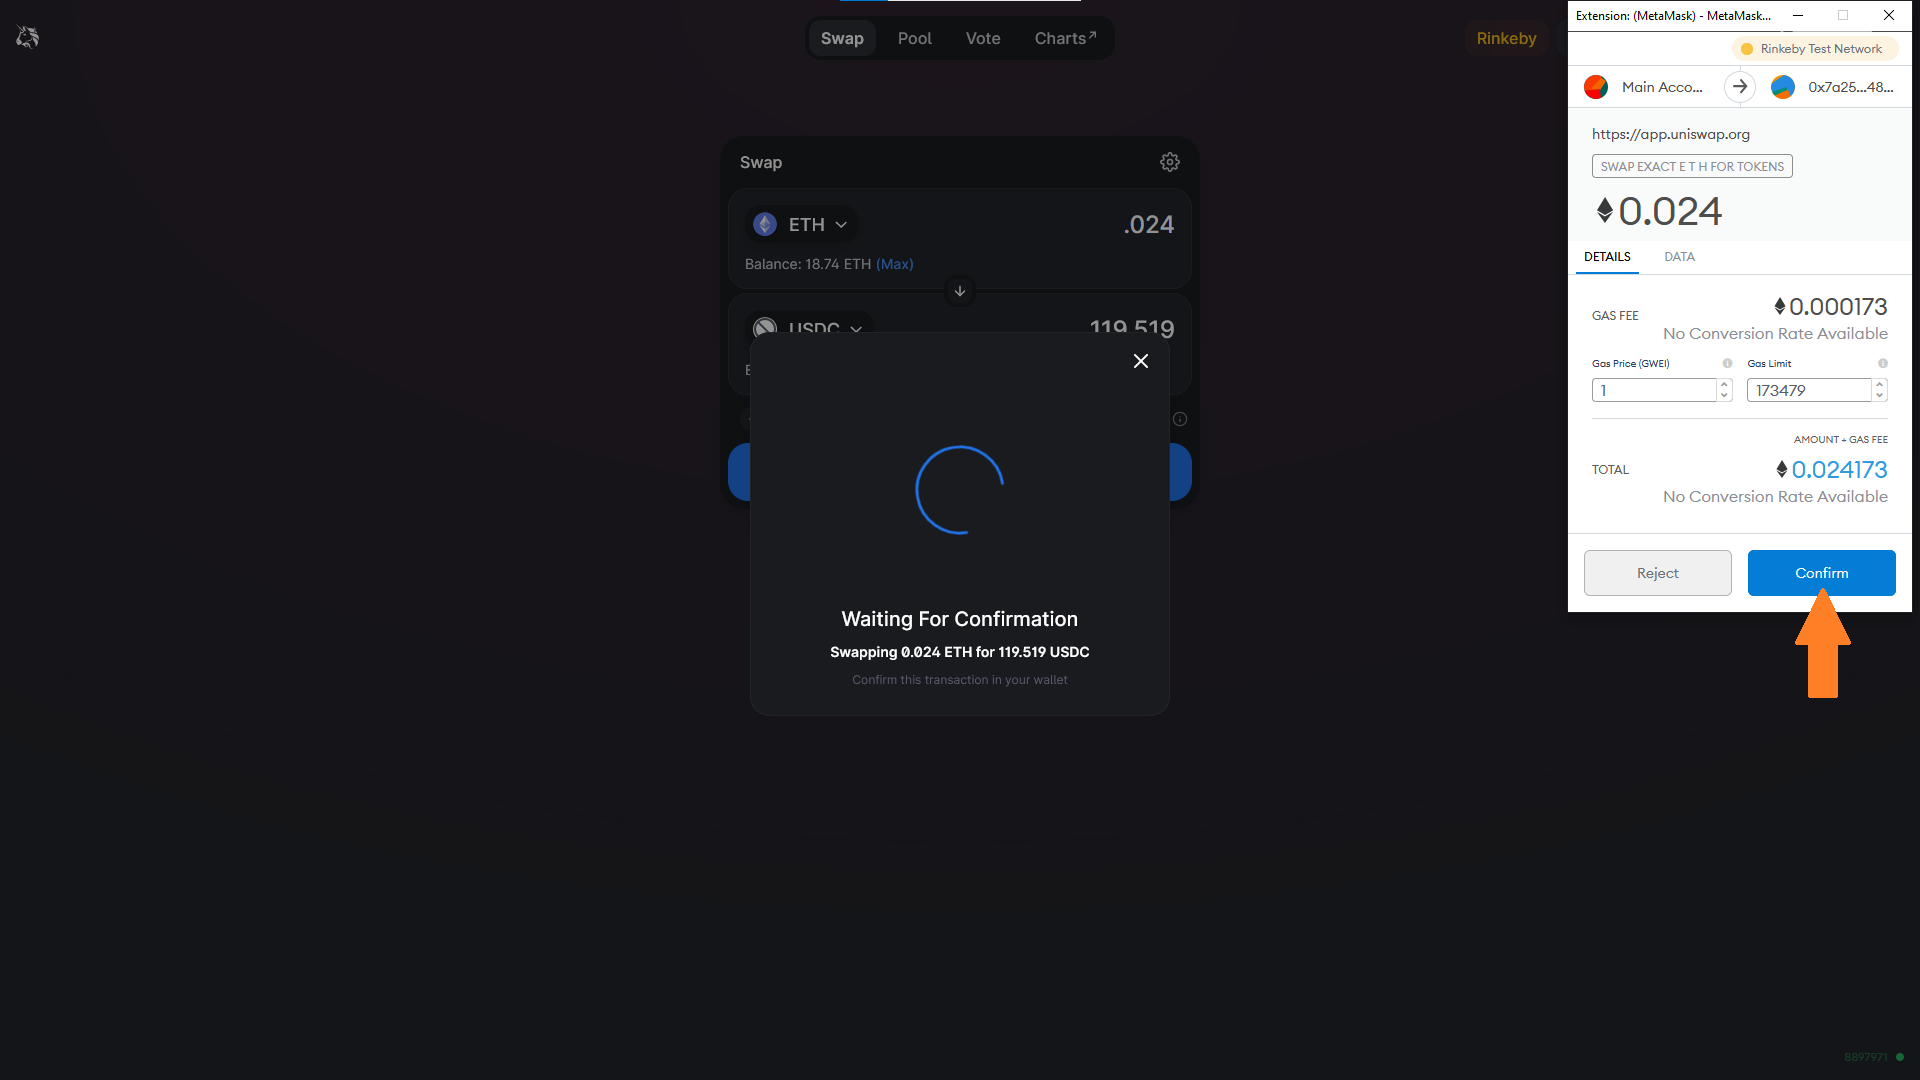 Swap
Pool
Vote
Charts↗
Rinkeby
Swap
ETH
.024
Balance: 18.74 ETH (Max)
USDC
119.519
Waiting For Confirmation
Swapping 0.024 ETH for 119.519 USDC
Confirm this transaction in your wallet
8897971
Extension: (MetaMask) - MetaMask...
Rinkeby Test Network
Main Acco...
0x7a25...48...
https://app.uniswap.org
SWAP EXACT E T H FOR TOKENS
0.024
DETAILS
DATA
GAS FEE
0.000173
No Conversion Rate Available
Gas Price (GWEI)
Gas Limit
1
173479
AMOUNT + GAS FEE
TOTAL
0.024173
No Conversion Rate Available
Reject
Confirm